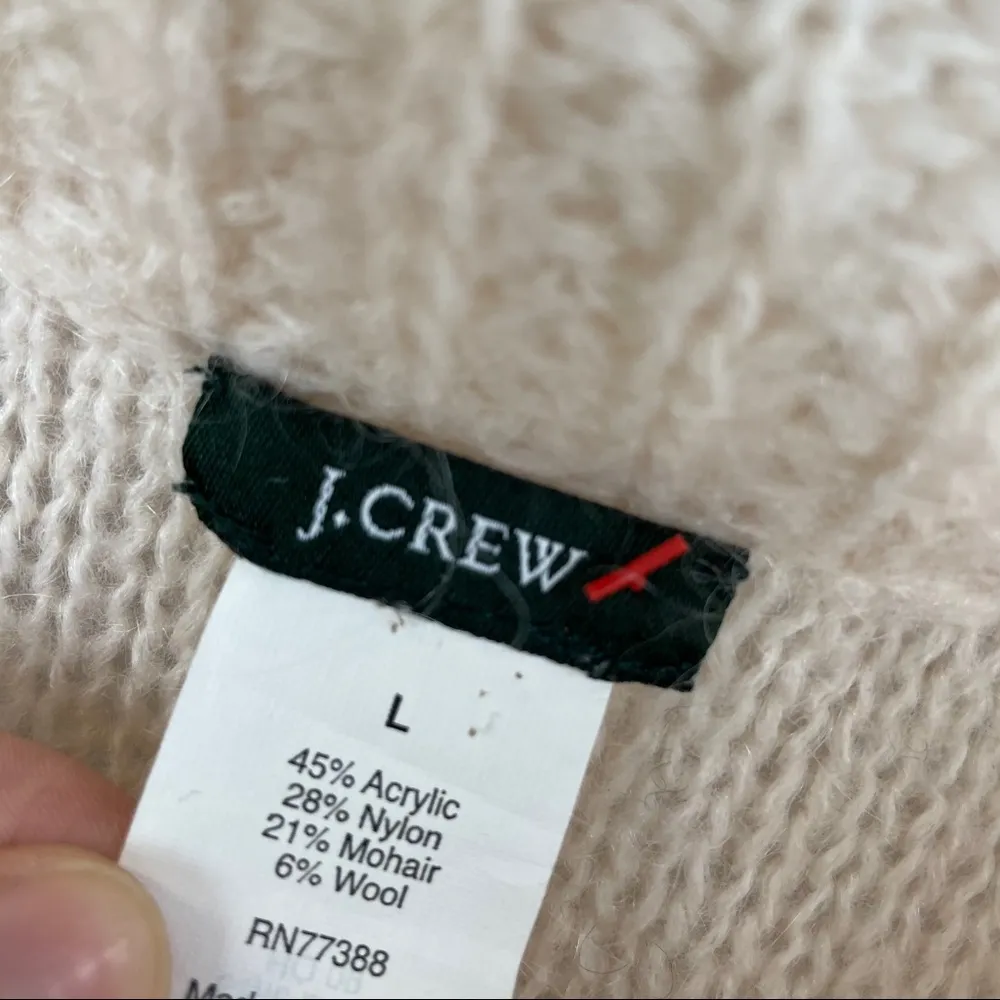 J.CREW
L
45% Acrylic
28% Nylon
21% Mohair
6% Wool
RN77388